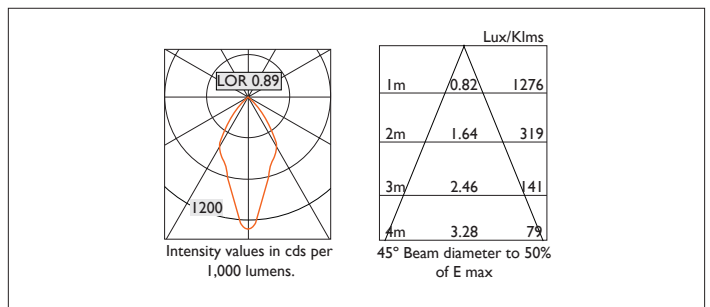 LOR 0.89
1200
Intensity values in cds per
1,000 lumens.
Lux/Klms
1m 0.82 1276
2m 1.64 319
3m 2.46 141
4m 3.28 79
45° Beam diameter to 50%
of E max